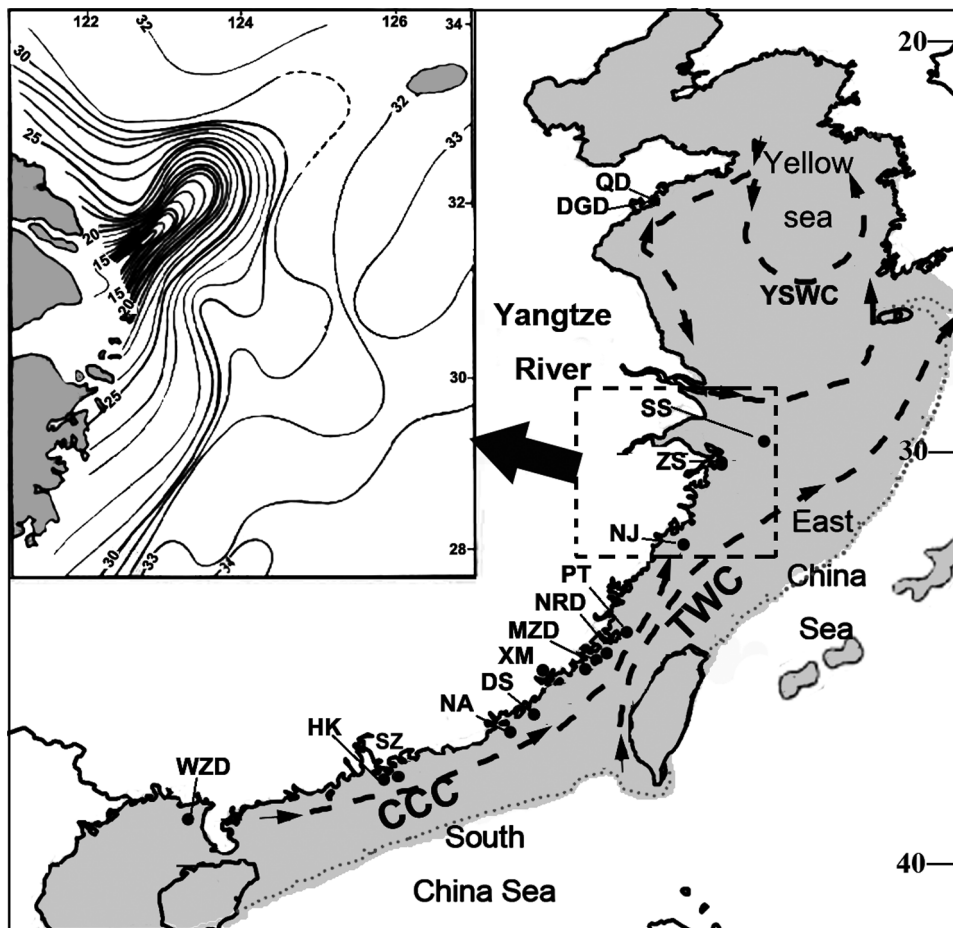 122
124
126
34
32
30
25
32
33
20
15
15
20
25
32
30
28
30
33
34
20
Yellow
sea
QD
DGD
YSWC
Yangtze
River
SS
ZS
30
East
China
Sea
NJ
TWC
PT
NRD
MZD
XM
DS
NA
HK
SZ
WZD
CCC
South
China Sea
40